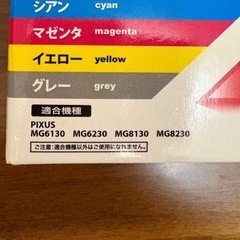 シアン cyan
マゼンタ magenta
イエロー yellow
グレー grey
適合機種
PIXUS
MG6130 MG6230 MG8130 MG8230
ご注意：適合機種以外はご使用になれません。